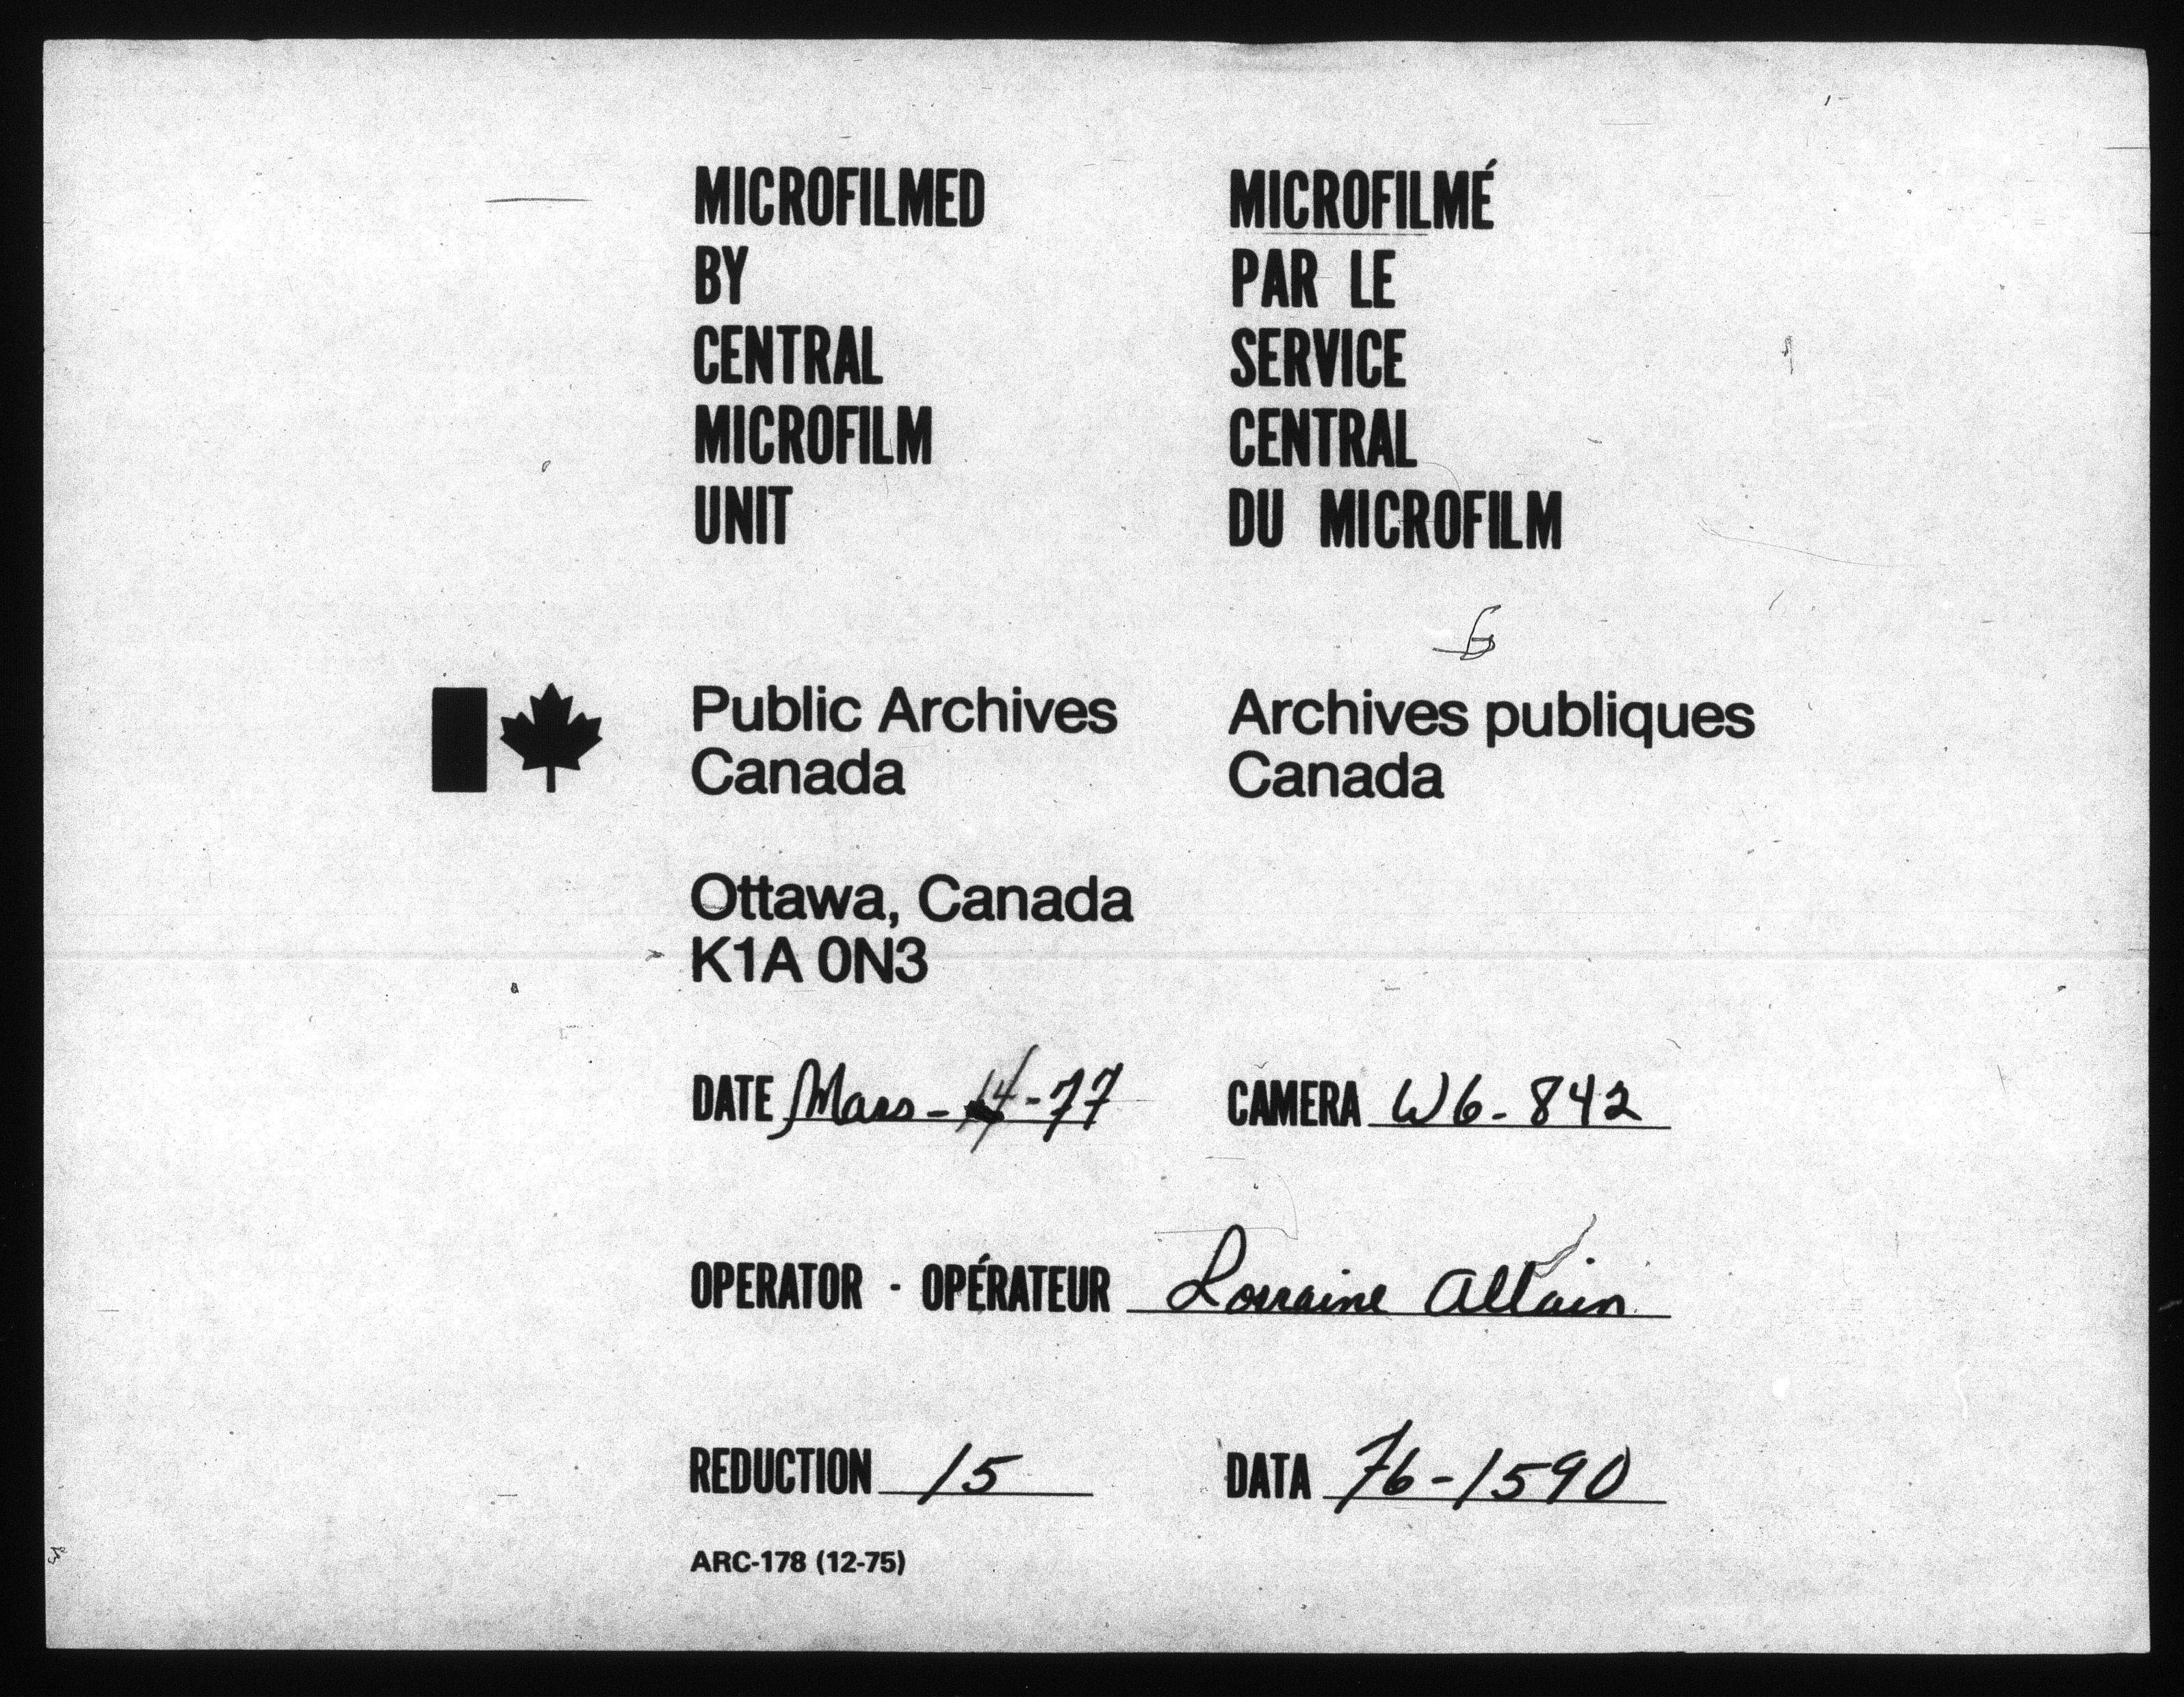 MICROFILMED
BY
CENTRAL
MICROFILM
UNIT
MICROFILMÉ
PAR LE
SERVICE
CENTRAL
DU MICROFILM
Public Archives
Canada
Archives publiques
Canada
Ottawa, Canada
K1A 0N3
DATE Mars - 14 - 77
CAMERA W6 - 842
OPERATOR - OPÉRATEUR Lorraine Allain
REDUCTION 15
DATA 76-1590
ARC-178 (12-75)